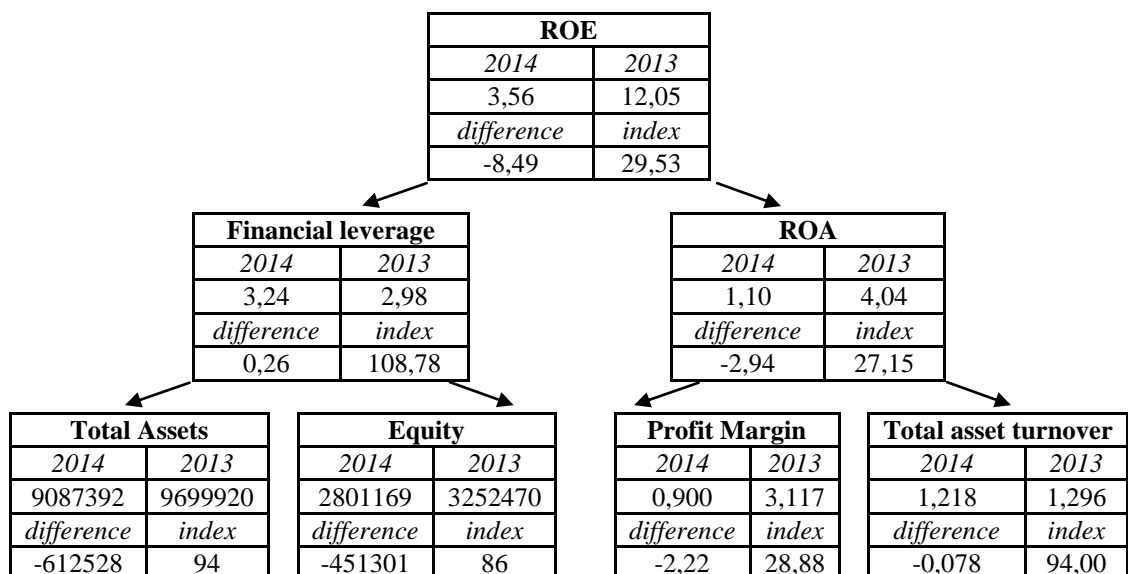 ROE
2014 2013
3,56 12,05
difference index
-8,49 29,53
Financial leverage
2014 2013
3,24 2,98
difference index
0,26 108,78
ROA
2014 2013
1,10 4,04
difference index
-2,94 27,15
Total Assets
2014 2013
9087392 9699920
difference index
-612528 94
Equity
2014 2013
2801169 3252470
difference index
-451301 86
Profit Margin
2014 2013
0,900 3,117
difference index
-2,22 28,88
Total asset turnover
2014 2013
1,218 1,296
difference index
-0,078 94,00